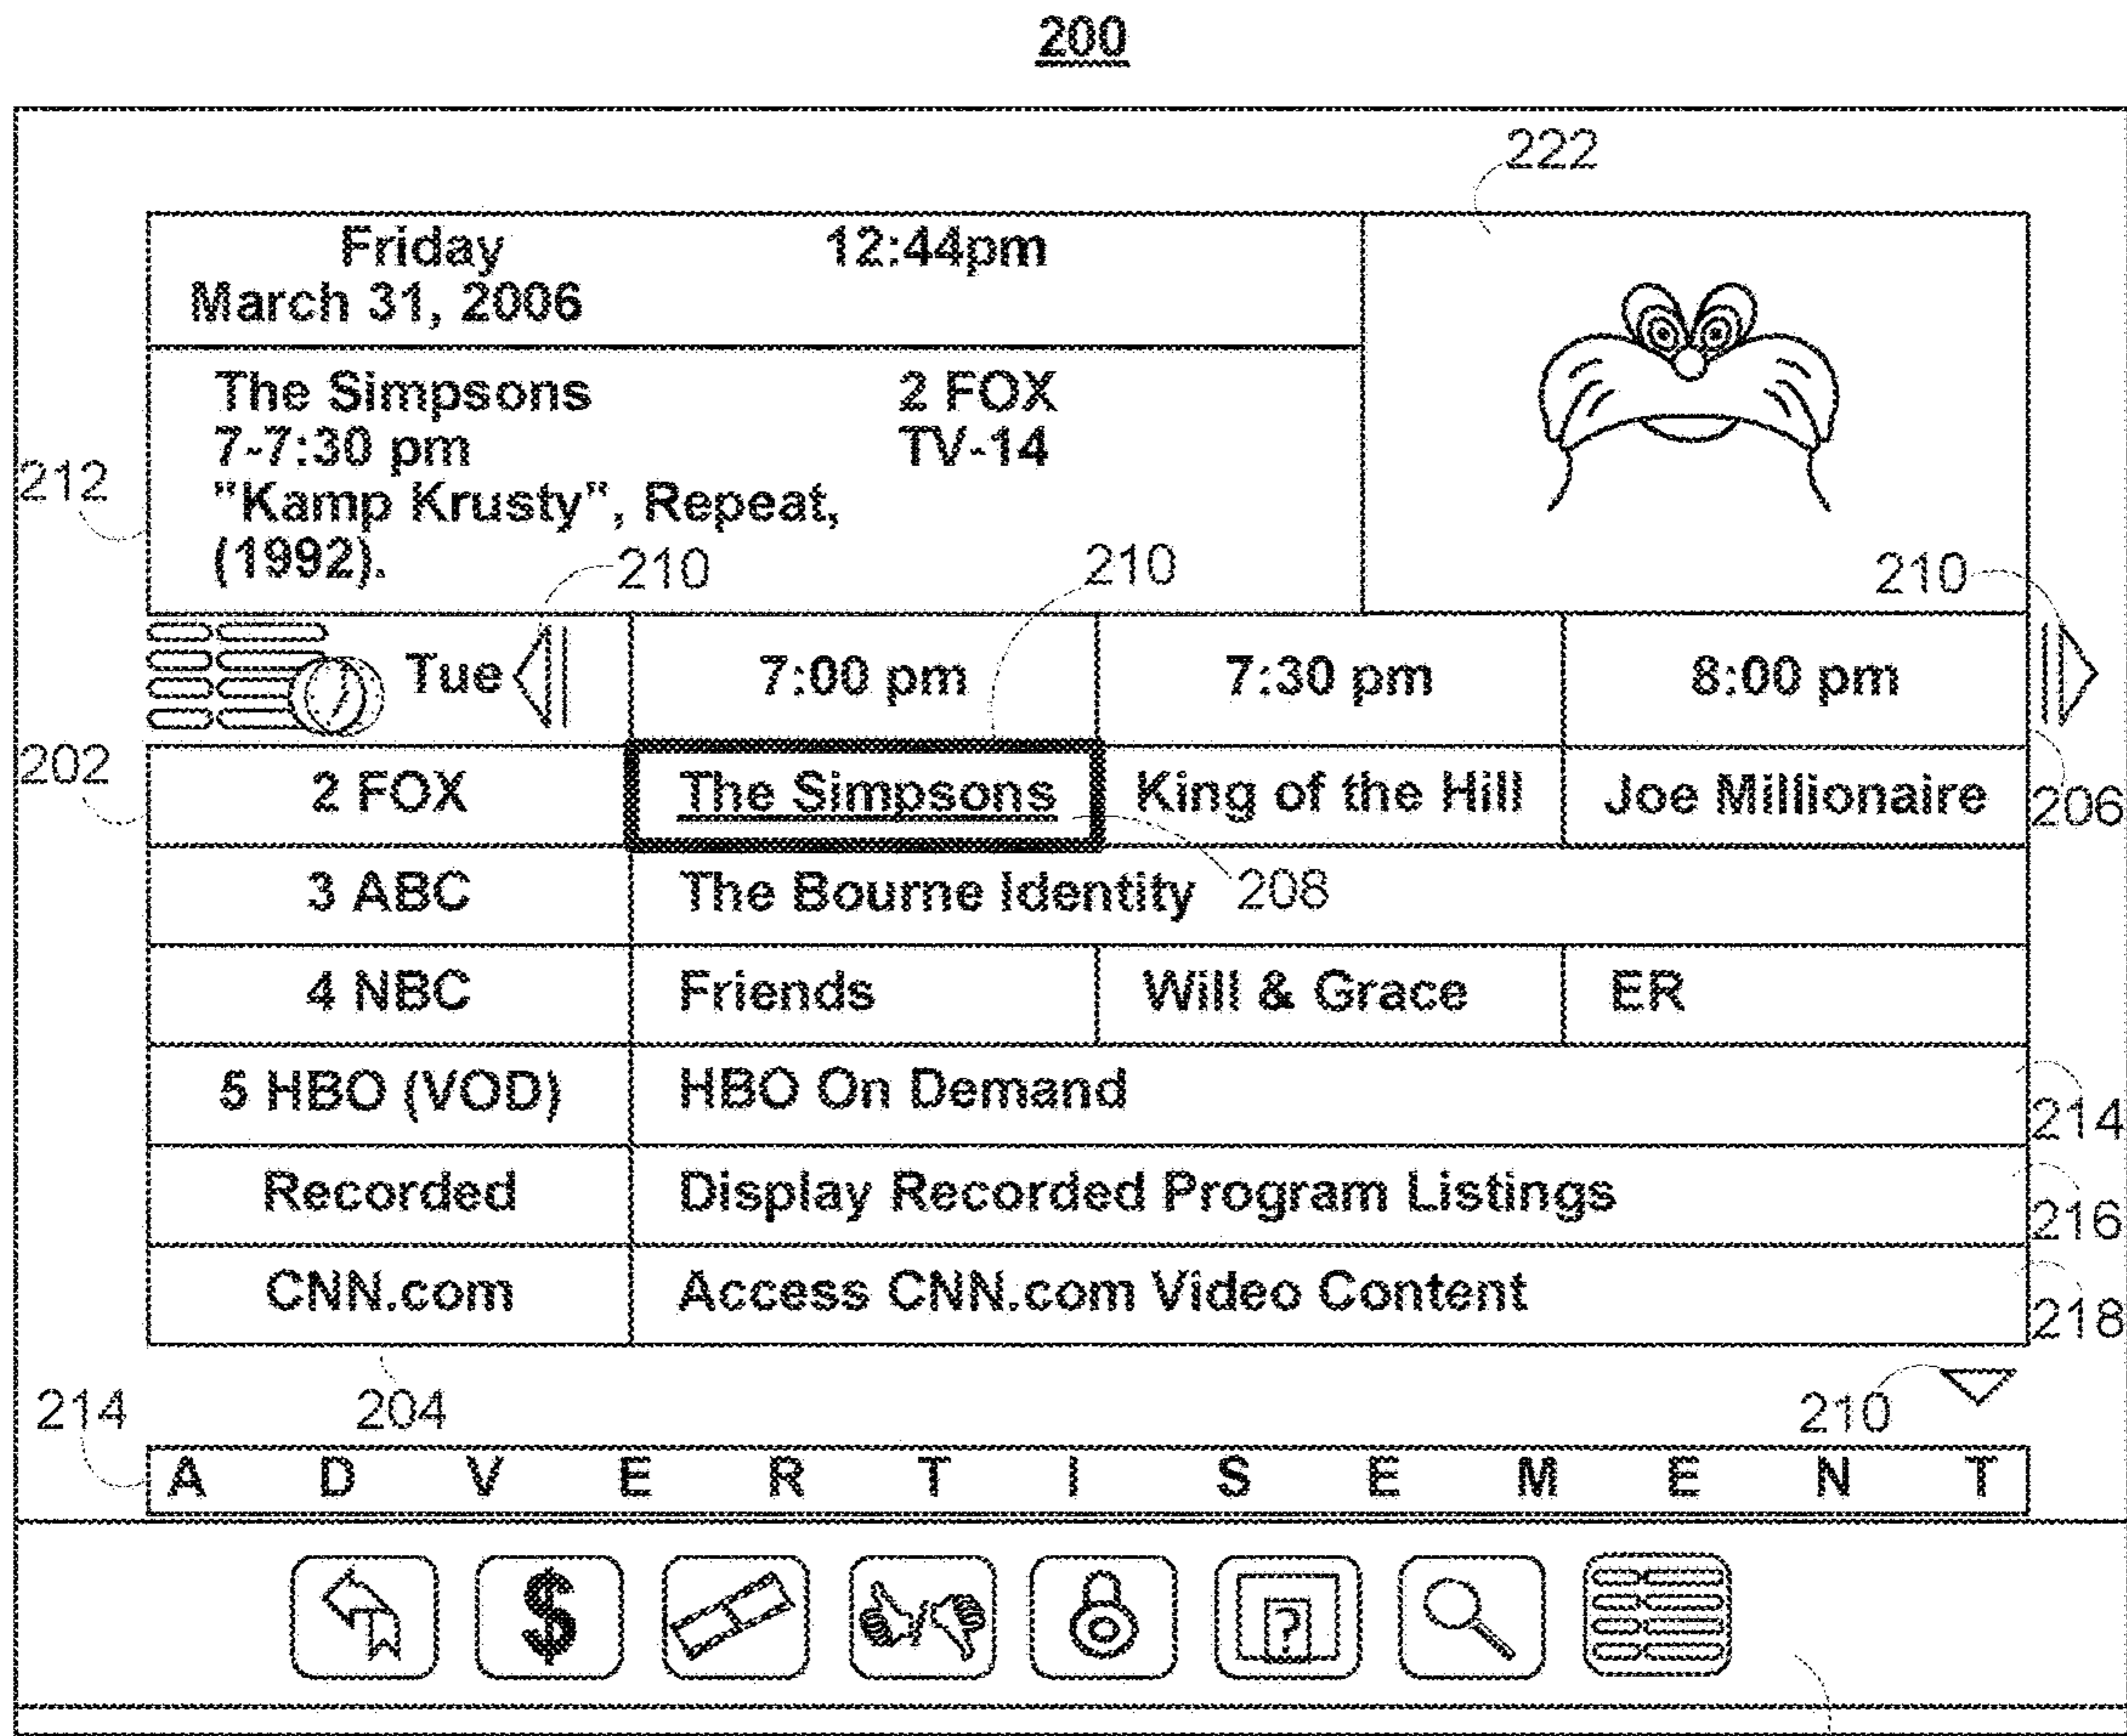 200
222
Friday 12:44pm
March 31, 2006
The Simpsons 2 FOX
7-7:30 pm TV-14
212
"Kamp Krusty", Repeat,
(1992).
210 210 210
Tue 7:00 pm 7:30 pm 8:00 pm
202
2 FOX The Simpsons King of the Hill Joe Millionaire
206
3 ABC The Bourne Identity 208
4 NBC Friends Will & Grace ER
5 HBO (VOD) HBO On Demand
214
Recorded Display Recorded Program Listings
216
CNN.com Access CNN.com Video Content
218
214 204 210
A D V E R T I S E M E N T
$ / ?